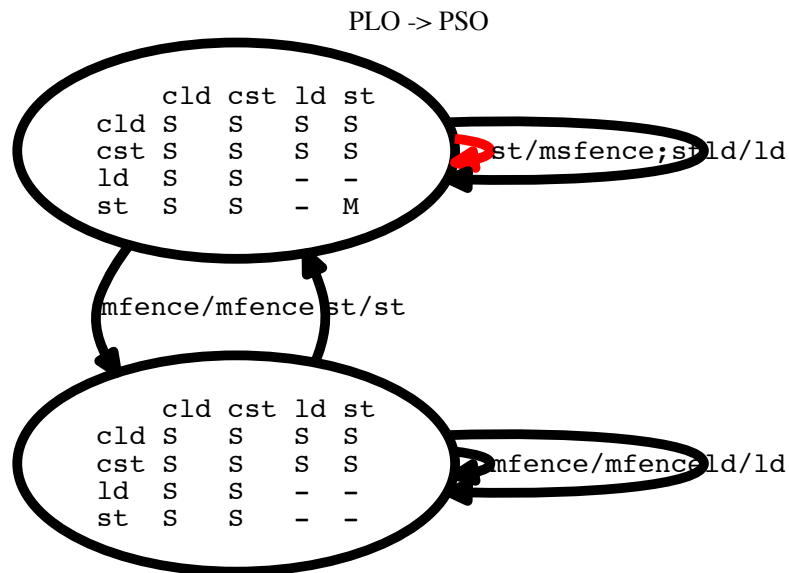 PLO -> PSO
cld cst ld st
cld S S S S
cst S S S S
ld S S - -
st S S - M
st/msfence;st
ld/ld
mfence/mfence
st/st
cld cst ld st
cld S S S S
cst S S S S
ld S S - -
st S S - -
mfence/mfence
ld/ld